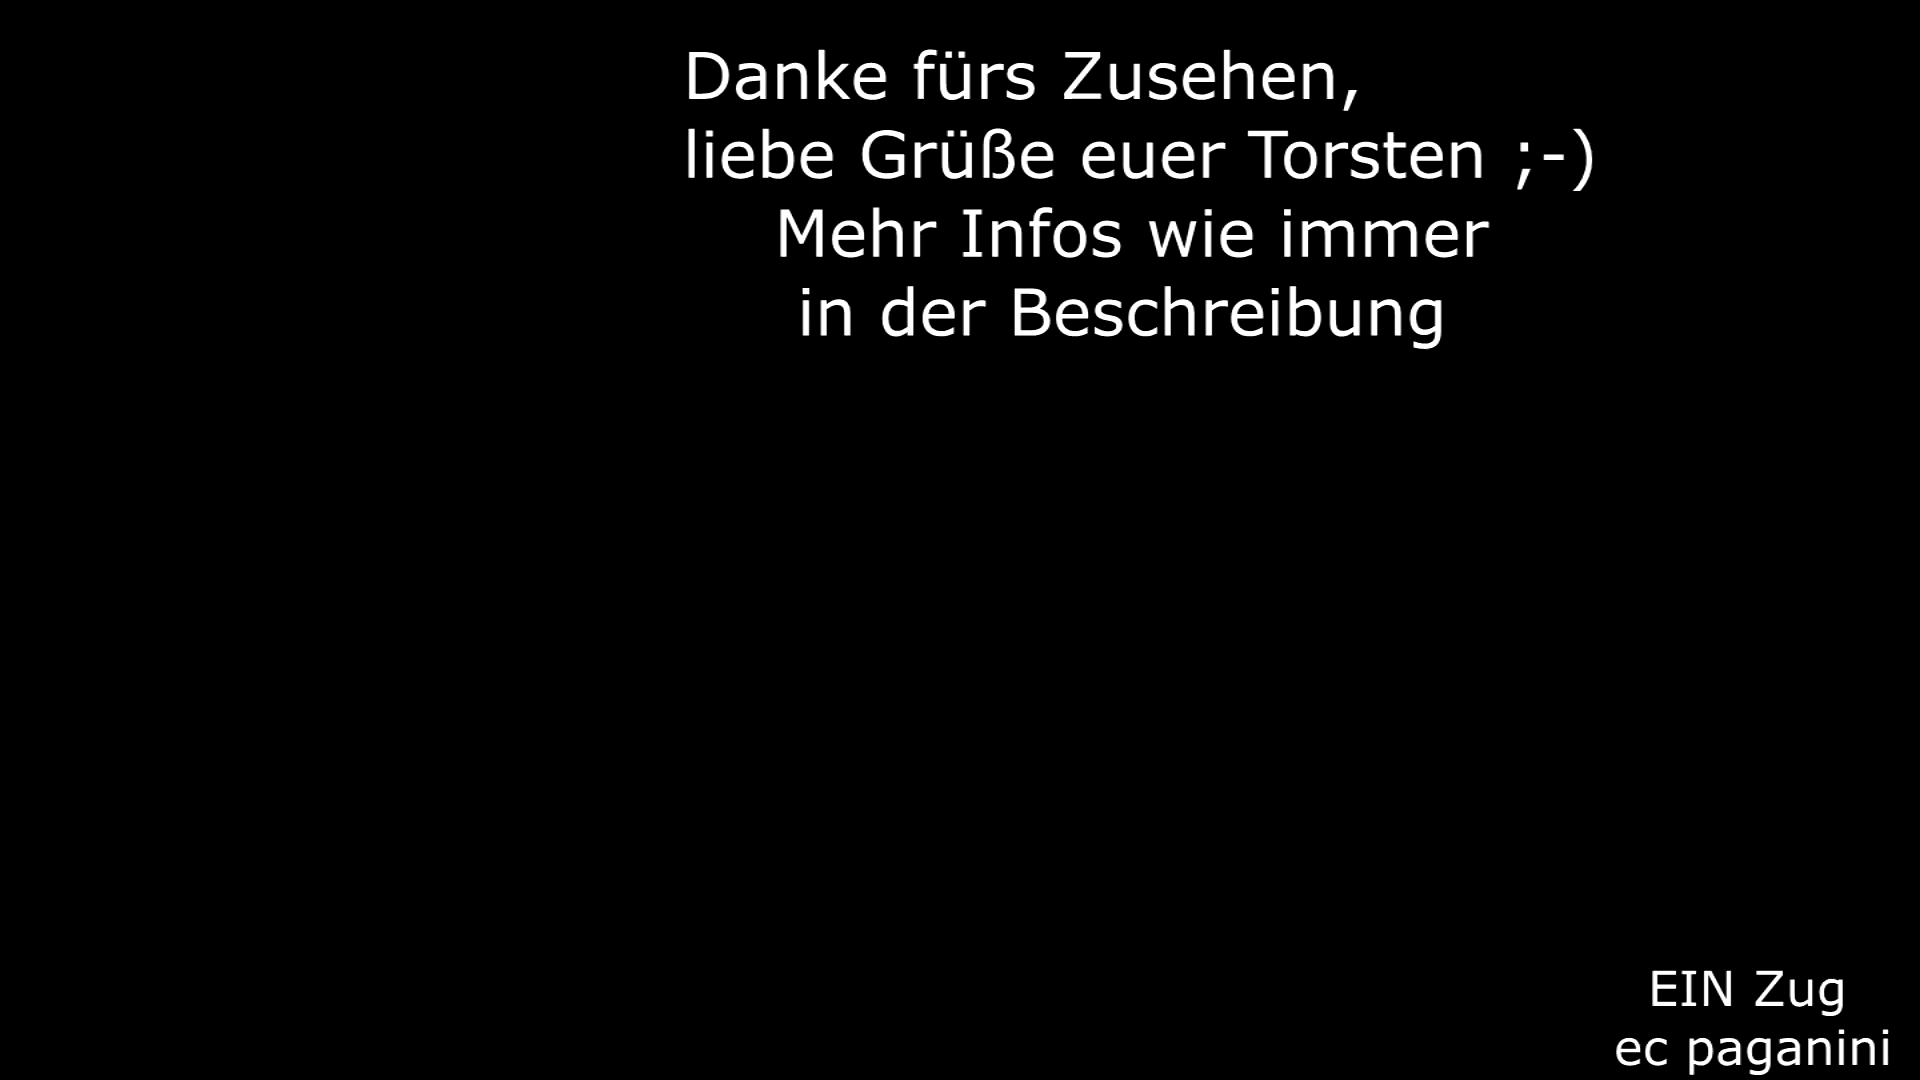 Danke fürs Zusehen,
liebe Grüße euer Torsten ;-)
Mehr Infos wie immer
in der Beschreibung
EIN Zug
ec paganini